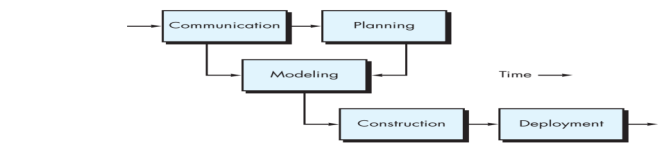 Communication
Planning
Modeling
Time
Construction
Deployment